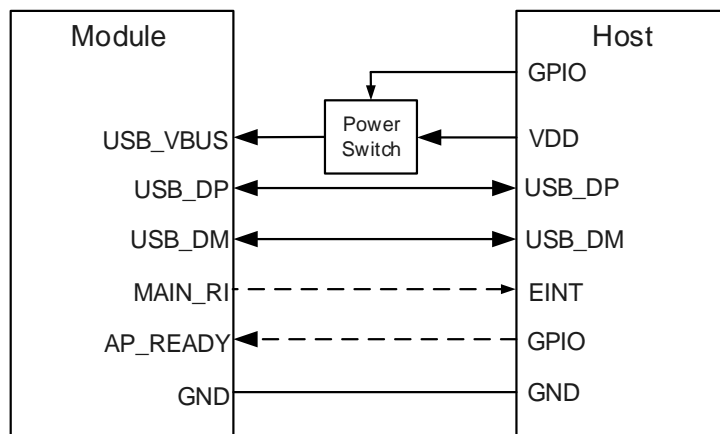 Module
Host
GPIO
Power
Switch
USB_VBUS
VDD
USB_DP
USB_DP
USB_DM
USB_DM
MAIN_RI
EINT
AP_READY
GPIO
GND
GND